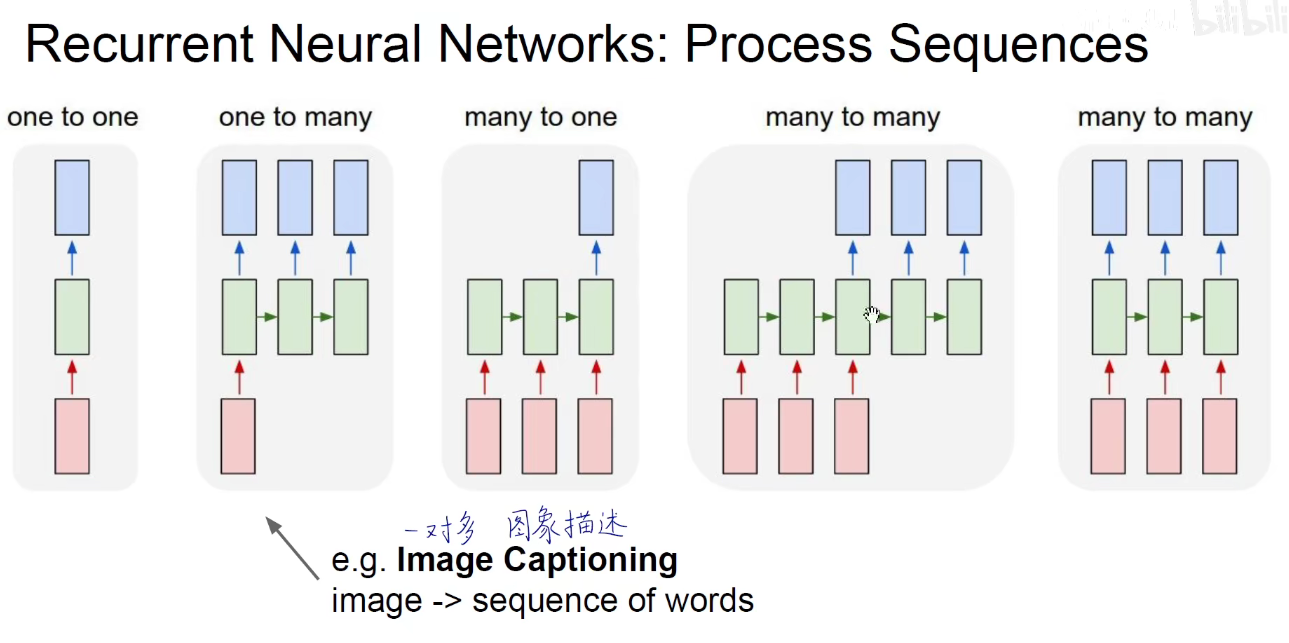 bilibili
Recurrent Neural Networks: Process Sequences
one to one
one to many
many to one
many to many
many to many
一对多 图象描述
e.g. Image Captioning
image -> sequence of words